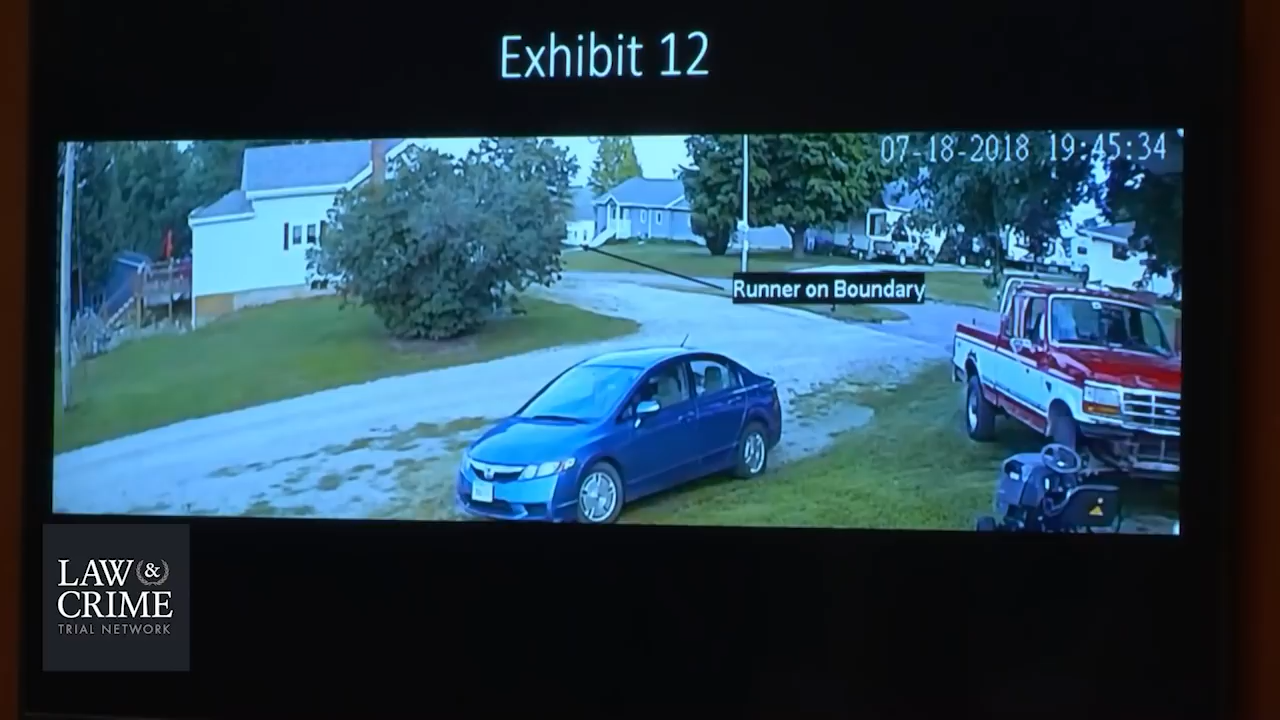 Exhibit 12
07-18-2018 19:45:34
Runner on Boundary
LAW &
CRIME
TRIAL NETWORK